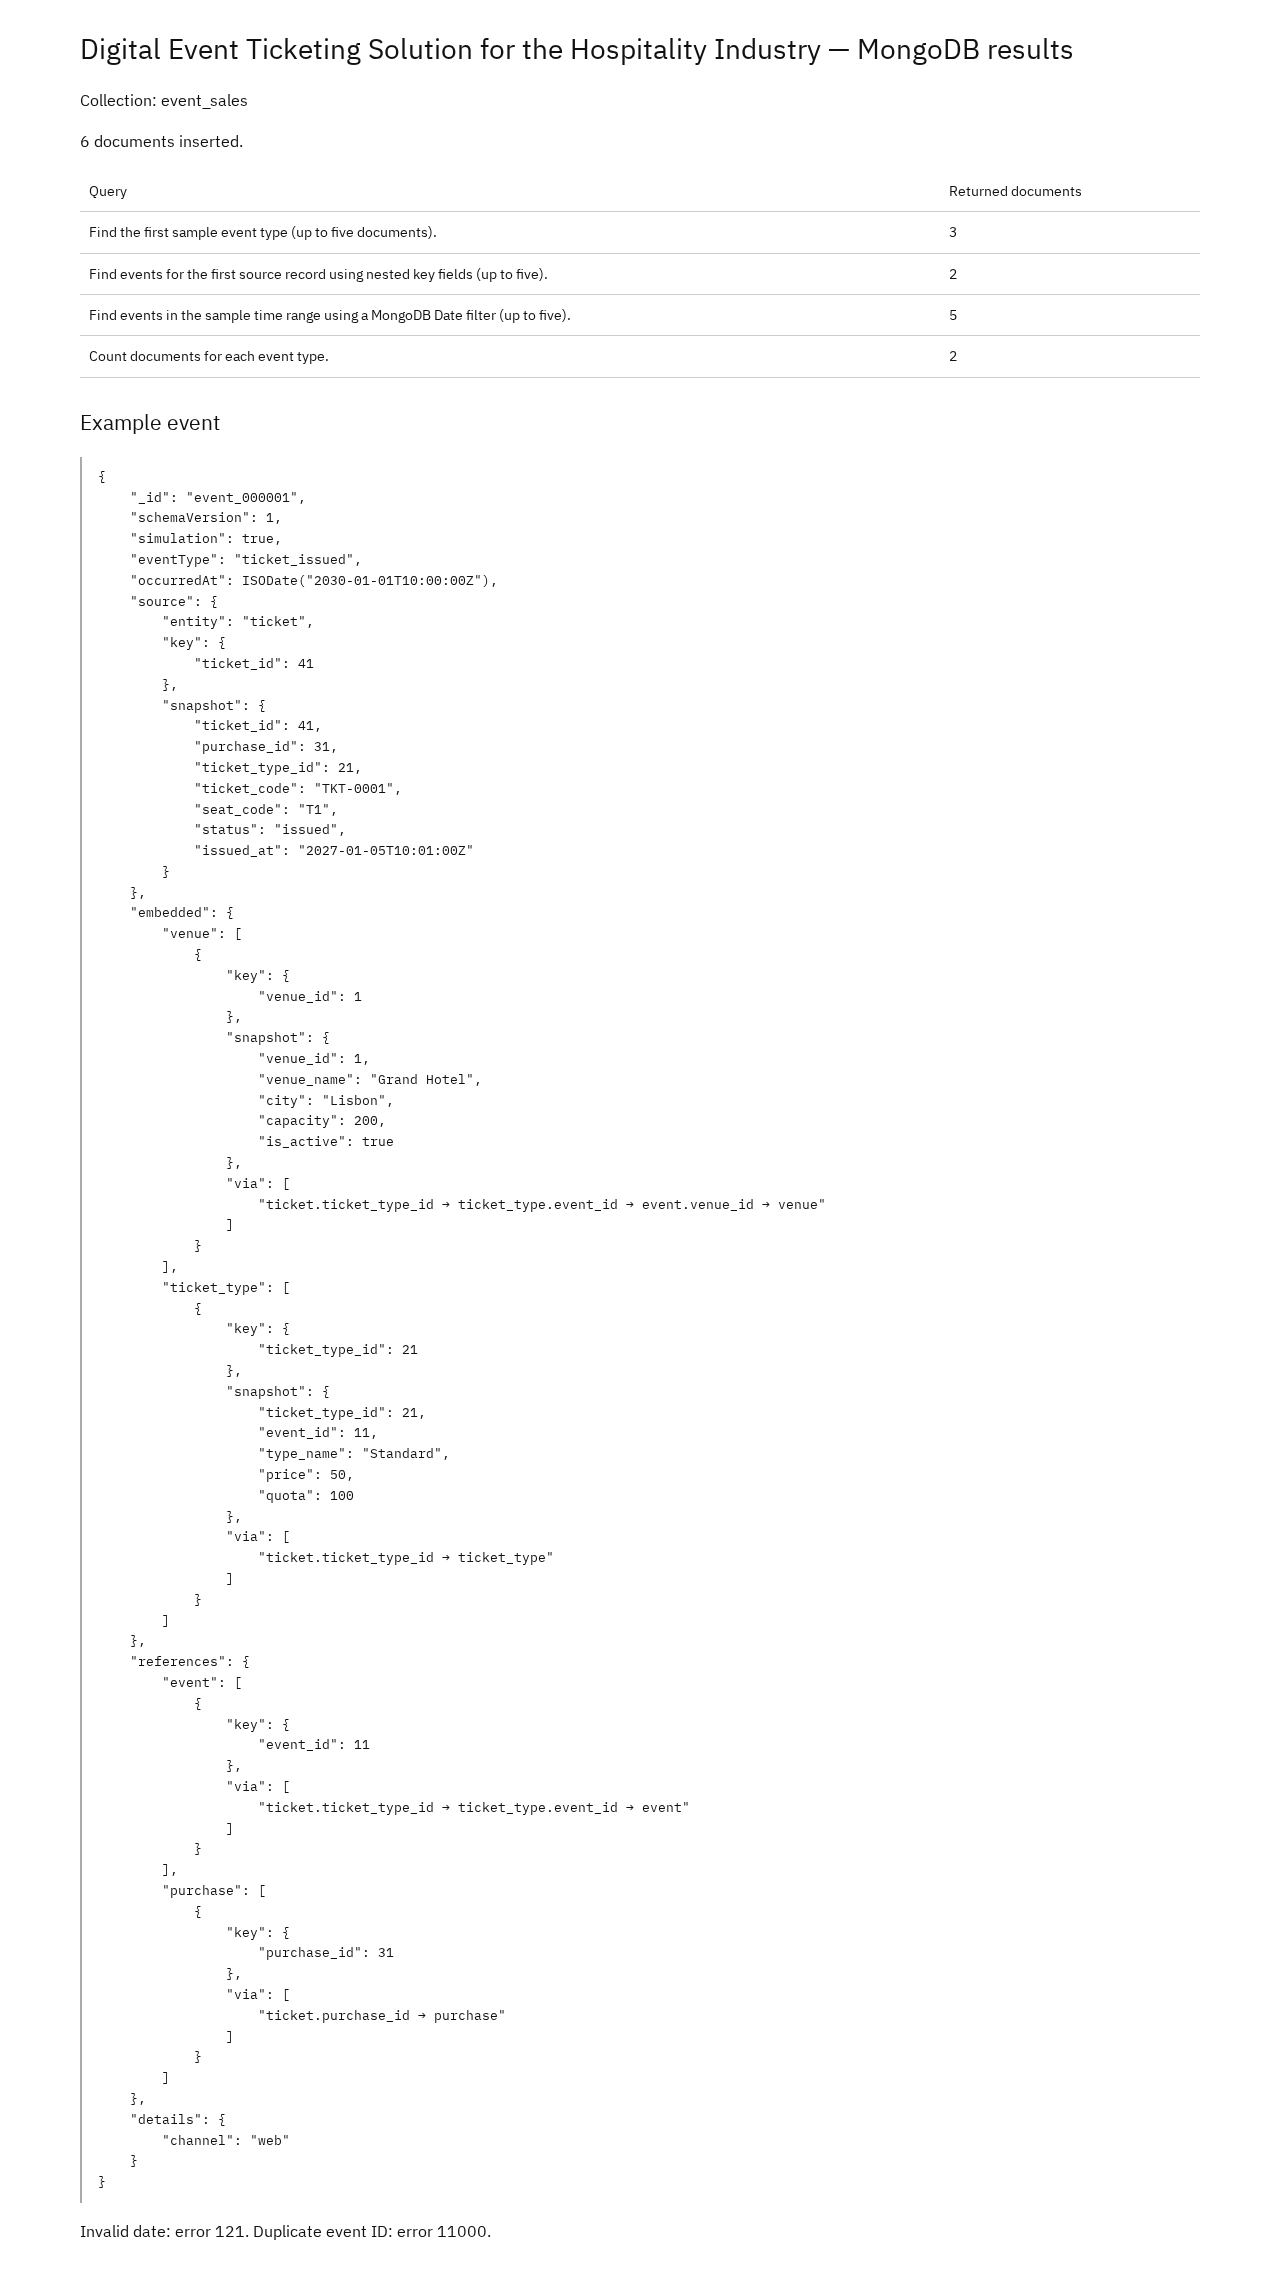 Digital Event Ticketing Solution for the Hospitality Industry — MongoDB results
Collection: event_sales
6 documents inserted.
Query Returned documents
Find the first sample event type (up to five documents). 3
Find events for the first source record using nested key fields (up to five). 2
Find events in the sample time range using a MongoDB Date filter (up to five). 5
Count documents for each event type. 2
Example event
{
    "_id": "event_000001",
    "schemaVersion": 1,
    "simulation": true,
    "eventType": "ticket_issued",
    "occurredAt": ISODate("2030-01-01T10:00:00Z"),
    "source": {
        "entity": "ticket",
        "key": {
            "ticket_id": 41
        },
        "snapshot": {
            "ticket_id": 41,
            "purchase_id": 31,
            "ticket_type_id": 21,
            "ticket_code": "TKT-0001",
            "seat_code": "T1",
            "status": "issued",
            "issued_at": "2027-01-05T10:01:00Z"
        }
    },
    "embedded": {
        "venue": [
            {
                "key": {
                    "venue_id": 1
                },
                "snapshot": {
                    "venue_id": 1,
                    "venue_name": "Grand Hotel",
                    "city": "Lisbon",
                    "capacity": 200,
                    "is_active": true
                },
                "via": [
                    "ticket.ticket_type_id → ticket_type.event_id → event.venue_id → venue"
                ]
            }
        ],
        "ticket_type": [
            {
                "key": {
                    "ticket_type_id": 21
                },
                "snapshot": {
                    "ticket_type_id": 21,
                    "event_id": 11,
                    "type_name": "Standard",
                    "price": 50,
                    "quota": 100
                },
                "via": [
                    "ticket.ticket_type_id → ticket_type"
                ]
            }
        ]
    },
    "references": {
        "event": [
            {
                "key": {
                    "event_id": 11
                },
                "via": [
                    "ticket.ticket_type_id → ticket_type.event_id → event"
                ]
            }
        ],
        "purchase": [
            {
                "key": {
                    "purchase_id": 31
                },
                "via": [
                    "ticket.purchase_id → purchase"
                ]
            }
        ]
    },
    "details": {
        "channel": "web"
    }
}
Invalid date: error 121. Duplicate event ID: error 11000.